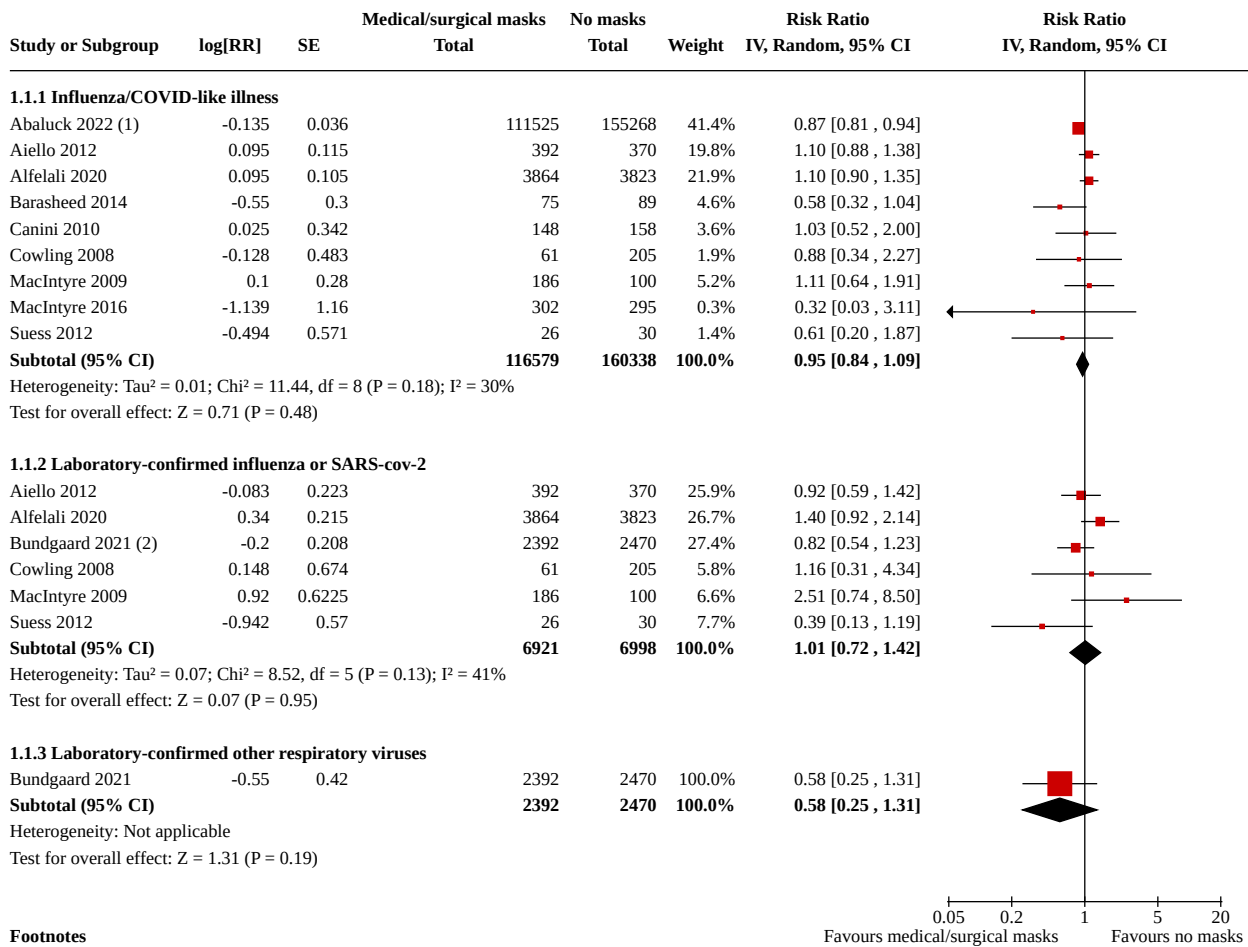 Medical/surgical masks No masks Risk Ratio Risk Ratio
Study or Subgroup log[RR] SE Total Total Weight IV, Random, 95% CI IV, Random, 95% CI
1.1.1 Influenza/COVID-like illness
Abaluck 2022 (1) -0.135 0.036 111525 155268 41.4% 0.87 [0.81 , 0.94]
Aiello 2012 0.095 0.115 392 370 19.8% 1.10 [0.88 , 1.38]
Alfelali 2020 0.095 0.105 3864 3823 21.9% 1.10 [0.90 , 1.35]
Barasheed 2014 -0.55 0.3 75 89 4.6% 0.58 [0.32 , 1.04]
Canini 2010 0.025 0.342 148 158 3.6% 1.03 [0.52 , 2.00]
Cowling 2008 -0.128 0.483 61 205 1.9% 0.88 [0.34 , 2.27]
MacIntyre 2009 0.1 0.28 186 100 5.2% 1.11 [0.64 , 1.91]
MacIntyre 2016 -1.139 1.16 302 295 0.3% 0.32 [0.03 , 3.11]
Suess 2012 -0.494 0.571 26 30 1.4% 0.61 [0.20 , 1.87]
Subtotal (95% CI) 116579 160338 100.0% 0.95 [0.84 , 1.09]
Heterogeneity: Tau² = 0.01; Chi² = 11.44, df = 8 (P = 0.18); I² = 30%
Test for overall effect: Z = 0.71 (P = 0.48)
1.1.2 Laboratory-confirmed influenza or SARS-cov-2
Aiello 2012 -0.083 0.223 392 370 25.9% 0.92 [0.59 , 1.42]
Alfelali 2020 0.34 0.215 3864 3823 26.7% 1.40 [0.92 , 2.14]
Bundgaard 2021 (2) -0.2 0.208 2392 2470 27.4% 0.82 [0.54 , 1.23]
Cowling 2008 0.148 0.674 61 205 5.8% 1.16 [0.31 , 4.34]
MacIntyre 2009 0.92 0.6225 186 100 6.6% 2.51 [0.74 , 8.50]
Suess 2012 -0.942 0.57 26 30 7.7% 0.39 [0.13 , 1.19]
Subtotal (95% CI) 6921 6998 100.0% 1.01 [0.72 , 1.42]
Heterogeneity: Tau² = 0.07; Chi² = 8.52, df = 5 (P = 0.13); I² = 41%
Test for overall effect: Z = 0.07 (P = 0.95)
1.1.3 Laboratory-confirmed other respiratory viruses
Bundgaard 2021 -0.55 0.42 2392 2470 100.0% 0.58 [0.25 , 1.31]
Subtotal (95% CI) 2392 2470 100.0% 0.58 [0.25 , 1.31]
Heterogeneity: Not applicable
Test for overall effect: Z = 1.31 (P = 0.19)
0.05 0.2 1 5 20
Footnotes Favours medical/surgical masks Favours no masks